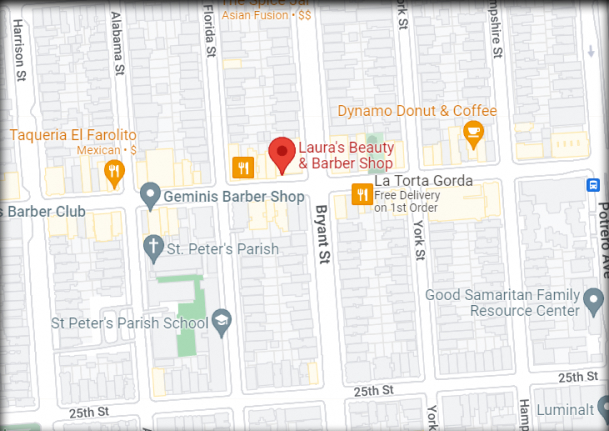 The Spice Jar
Asian Fusion • $$
Harrison St
Alabama St
Florida St
York St
Hampshire St
Dynamo Donut & Coffee
Taqueria El Farolito
Mexican • $
Laura's Beauty
& Barber Shop
La Torta Gorda
Free Delivery
on 1st Order
Geminis Barber Shop
s Barber Club
Bryant St
York St
Potrero Ave
St. Peter's Parish
Good Samaritan Family
Resource Center
St Peter's Parish School
25th St
25th St
Luminalt
York
Hamp